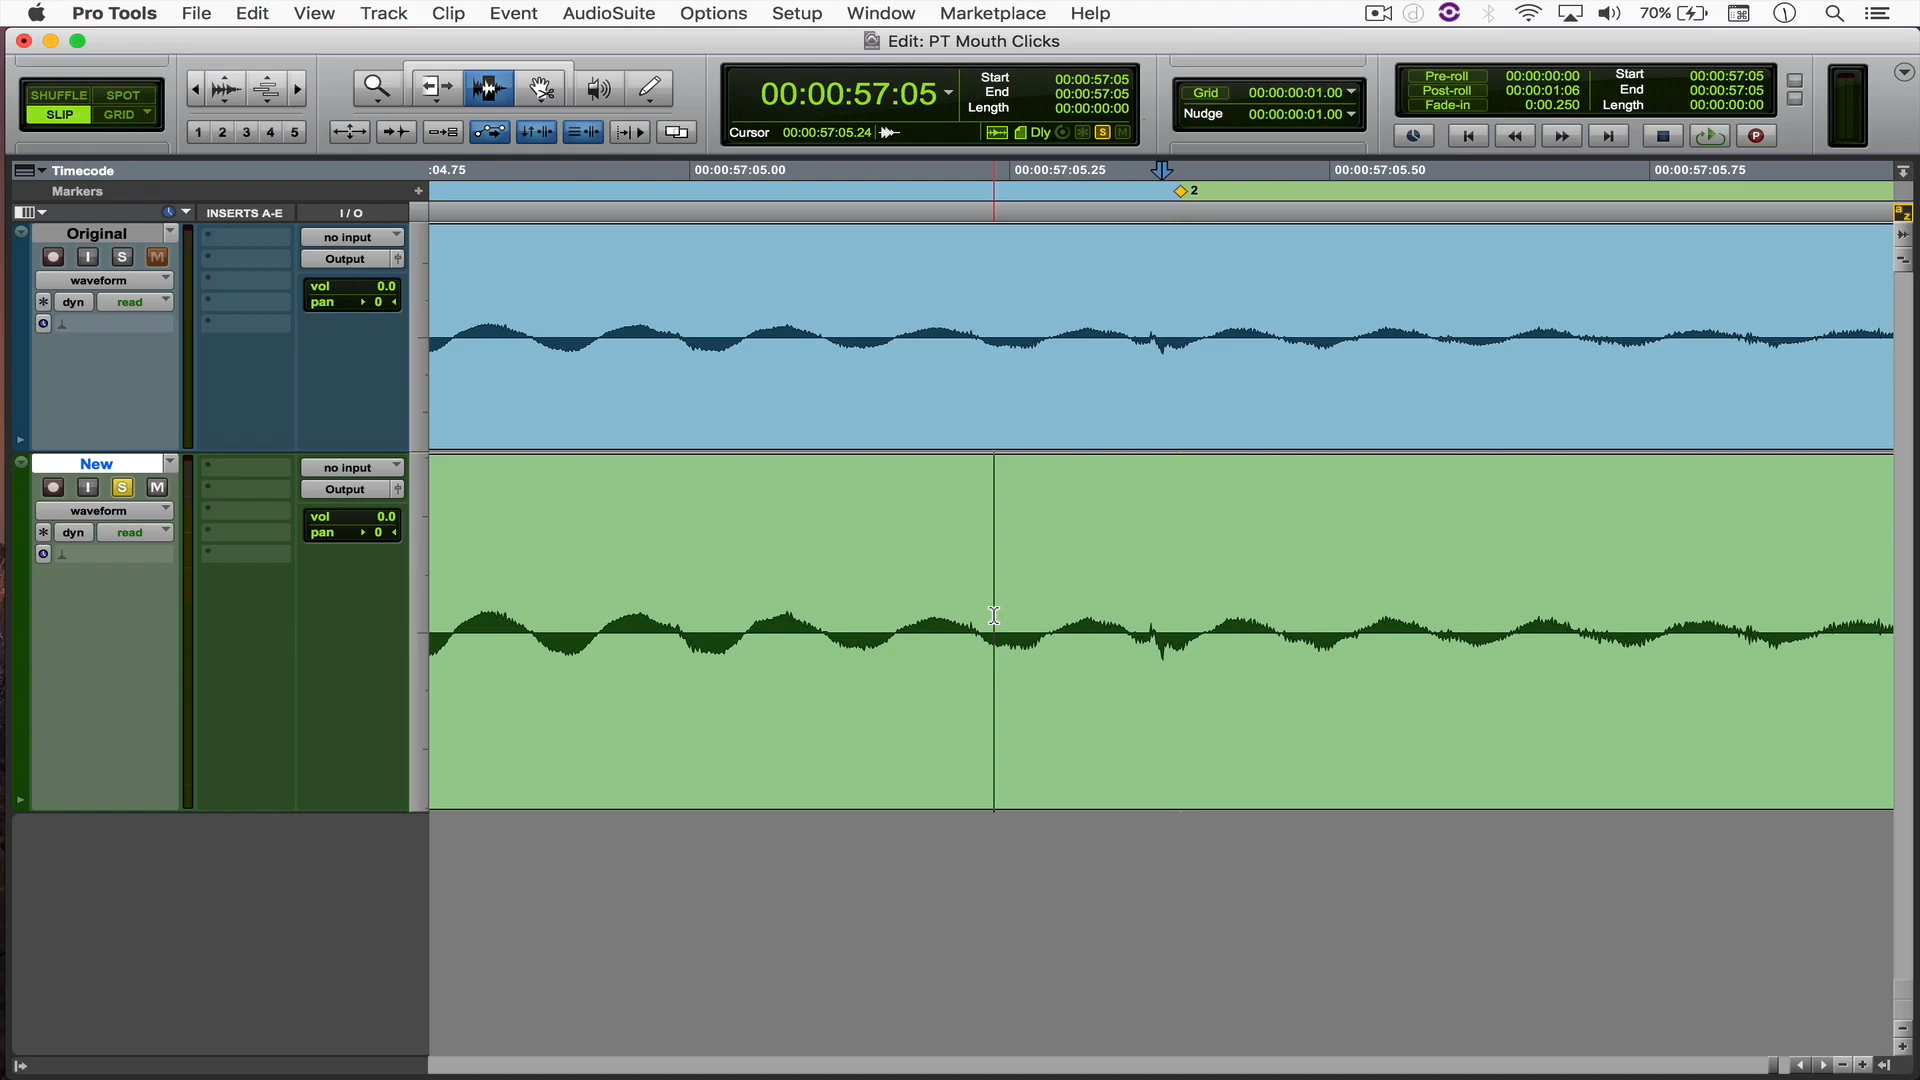 Pro Tools File Edit View Track Clip Event AudioSuite Options Setup Window Marketplace Help 70%
Edit: PT Mouth Clicks
SHUFFLE SPOT
SLIP GRID
1 2 3 4 5
00:00:57:05
Start 00:00:57:05
End 00:00:57:05
Length 00:00:00:00
Cursor 00:00:57:05.24 Dly S M
Grid 00:00:00:01.00
Nudge 00:00:00:01.00
Pre-roll 00:00:00:00 Start 00:00:57:05
Post-roll 00:00:01:06 End 00:00:57:05
Fade-in 0:00.250 Length 00:00:00:00
P
Timecode :04.75 00:00:57:05.00 00:00:57:05.25 00:00:57:05.50 00:00:57:05.75
Markers + 2
INSERTS A-E I / O
a z
Original no input
I S M Output
waveform vol 0.0
dyn read pan 0
New no input
I S M Output
waveform vol 0.0
dyn read pan 0